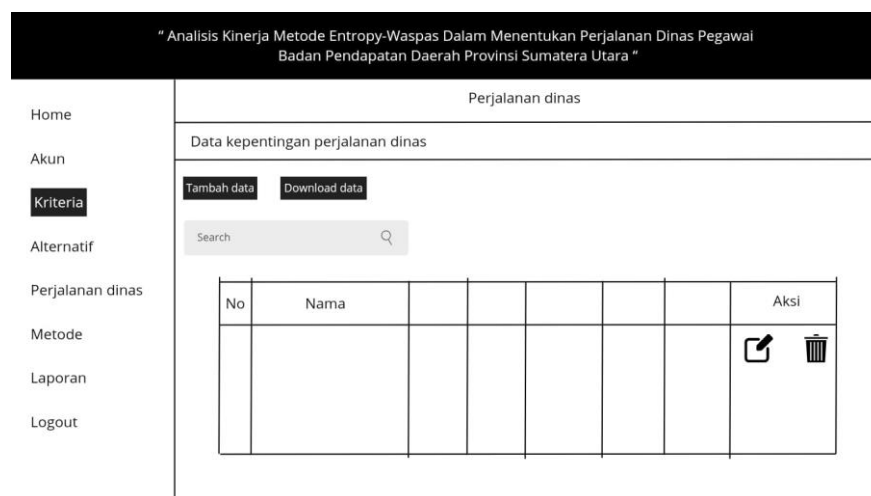 “ Analisis Kinerja Metode Entropy-Waspas Dalam Menentukan Perjalanan Dinas Pegawai
Badan Pendapatan Daerah Provinsi Sumatera Utara “
Home
Akun
Kriteria
Alternatif
Perjalanan dinas
Metode
Laporan
Logout
Perjalanan dinas
Data kepentingan perjalanan dinas
Tambah data Download data
Search
No Nama Aksi